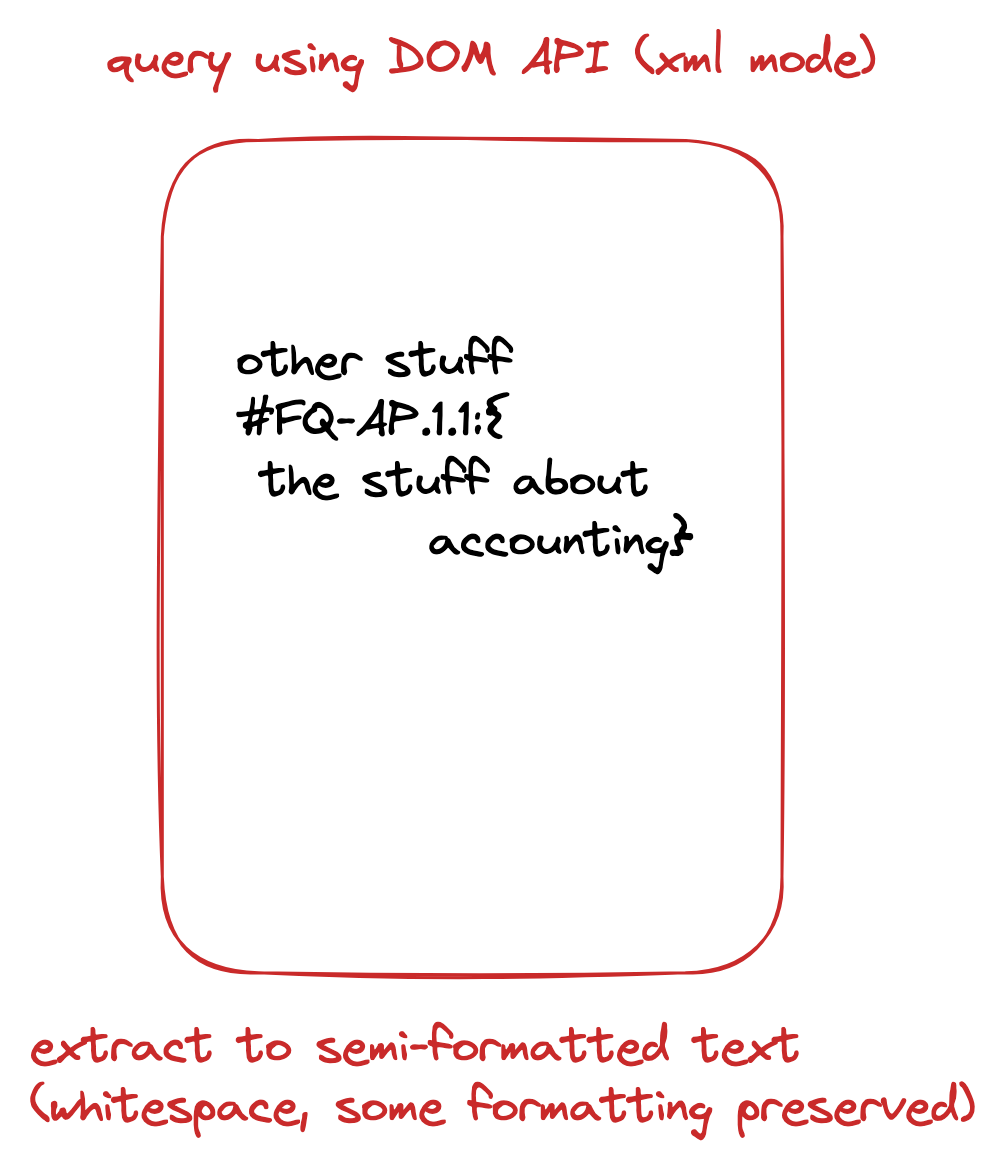 query using DOM API (xml mode)
other stuff
#FQ-AP.1.1:{
the stuff about
accounting}
extract to semi-formatted text
(whitespace, some formatting preserved)